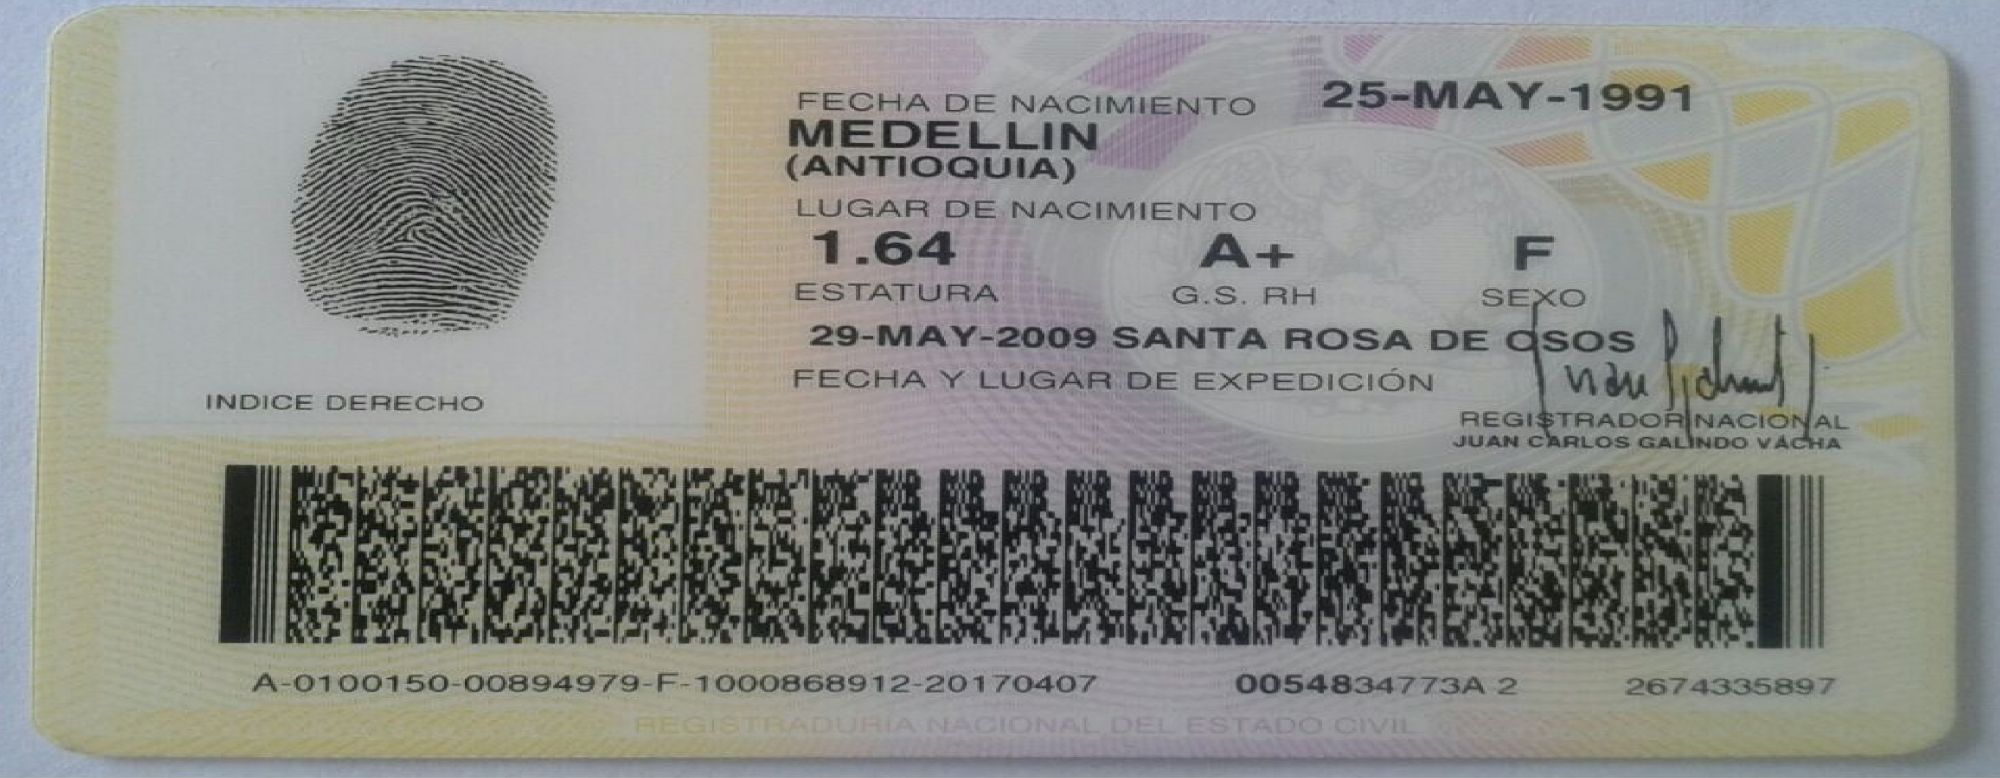 FECHA DE NACIMIENTO 25-MAY-1991
MEDELLIN
(ANTIOQUIA)
LUGAR DE NACIMIENTO
1.64 A+ F
ESTATURA G.S. RH SEXO
29-MAY-2009 SANTA ROSA DE OSOS
FECHA Y LUGAR DE EXPEDICIÓN
INDICE DERECHO
REGISTRADOR NACIONAL
JUAN CARLOS GALINDO VÁCHA
A-0100150-00894979-F-1000868912-20170407 0054834773A 2 2674335897
REGISTRADURIA NACIONAL DEL ESTADO CIVIL